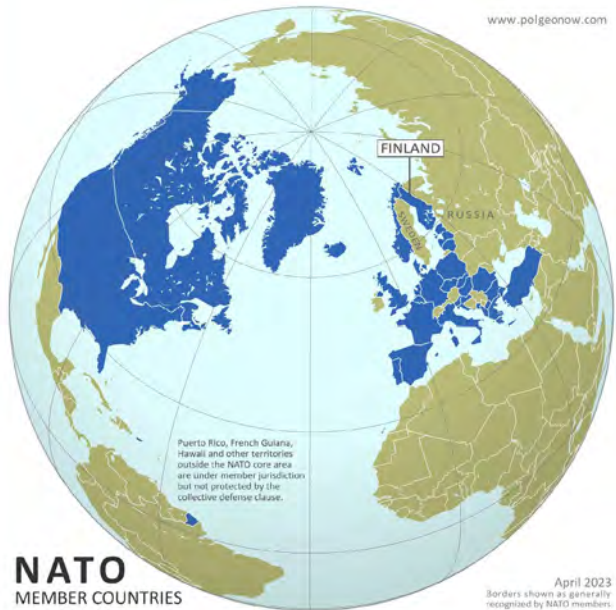 www.polgeonow.com
FINLAND
SWEDEN
RUSSIA
Puerto Rico, French Guiana,
Hawaii and other territories
outside the NATO core area
are under member jurisdiction
but not protected by the
collective defense clause.
NATO
MEMBER COUNTRIES
April 2023
Borders shown as generally
recognized by NATO members.